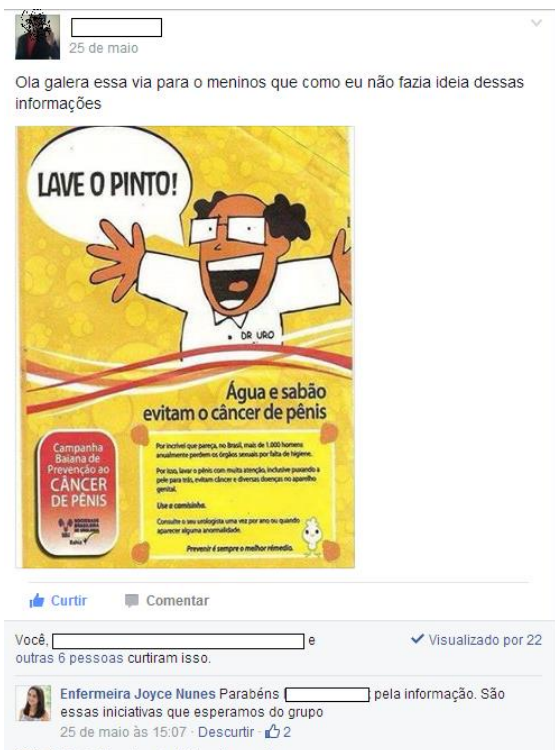 25 de maio
Ola galera essa via para o meninos que como eu não fazia ideia dessas
informações
LAVE O PINTO!
DR URO
Água e sabão
evitam o câncer de pênis
Campanha
Baiana de
Prevenção ao
CÂNCER
DE PÊNIS
SOCIEDADE
BRASILEIRA
DE UROLOGIA
Bahia
Por incrível que pareça, no Brasil, mais de 1.000 homens
anualmente perdem os órgãos sexuais por falta de higiene.
Por isso, lavar o pênis com muita atenção, inclusive puxando a
pele para trás, evitam câncer e diversas doenças no aparelho
genital.
Use a camisinha.
Consulte o seu urologista uma vez por ano ou quando
aparecer alguma anormalidade.
Prevenir é sempre o melhor rémedio.
Curtir Comentar
Você, e Visualizado por 22
outras 6 pessoas curtiram isso.
Enfermeira Joyce Nunes Parabéns pela informação. São
essas iniciativas que esperamos do grupo
25 de maio às 15:07 · Descurtir · 2